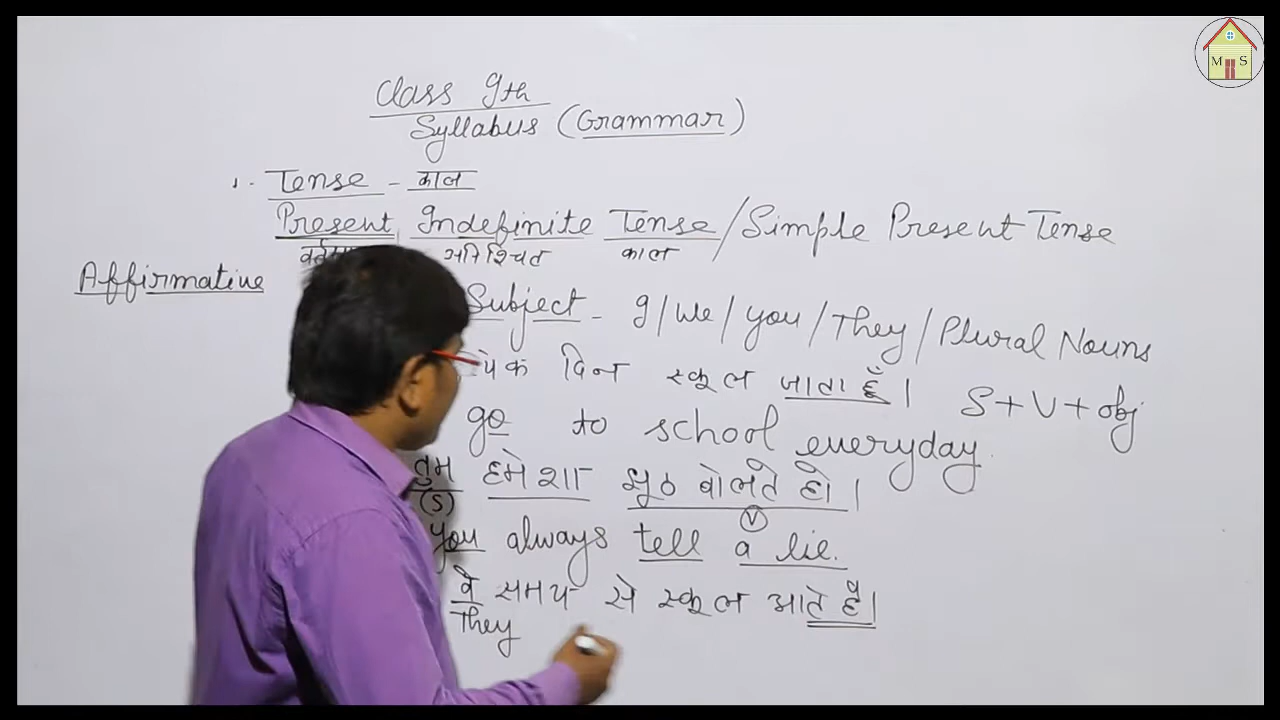 M S
Class 9th
Syllabus (Grammar)
1. Tense - काल
Present Indefinite Tense / Simple Present Tense
अनिश्चित काल
Affirmative
Subject - I / We / you / They / Plural Nouns
दिन स्कूल जाता हूँ।
S + V + obj
go to school everyday.
तुम हमेशा झूठ बोलते हो।
(S) (V)
you always tell a lie.
वे समय से स्कूल आते हैं।
They